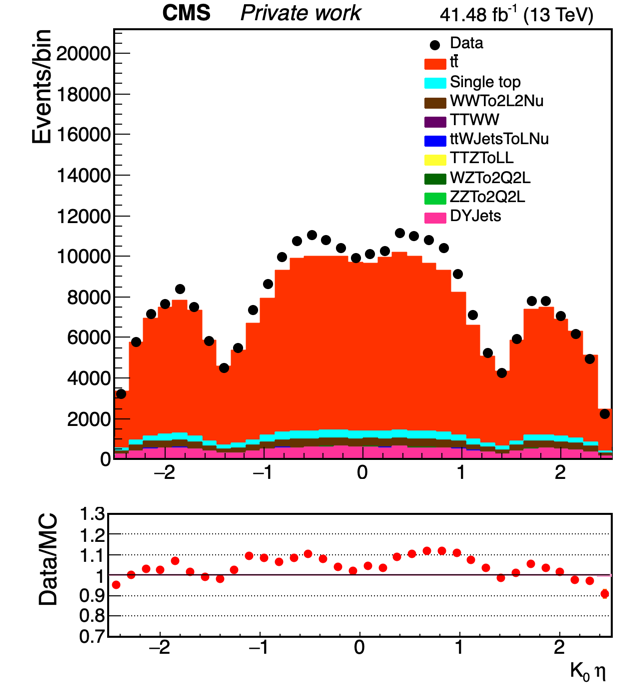 CMS Private work 41.48 fb⁻¹ (13 TeV)
Events/bin
20000
18000
16000
14000
12000
10000
8000
6000
4000
2000
0
Data
tt̄
Single top
WWTo2L2Nu
TTWW
ttWJetsToLNu
TTZToLL
WZTo2Q2L
ZZTo2Q2L
DYJets
−2 −1 0 1 2
Data/MC
1.3
1.2
1.1
1
0.9
0.8
0.7
−2 −1 0 1 2
K₀ η